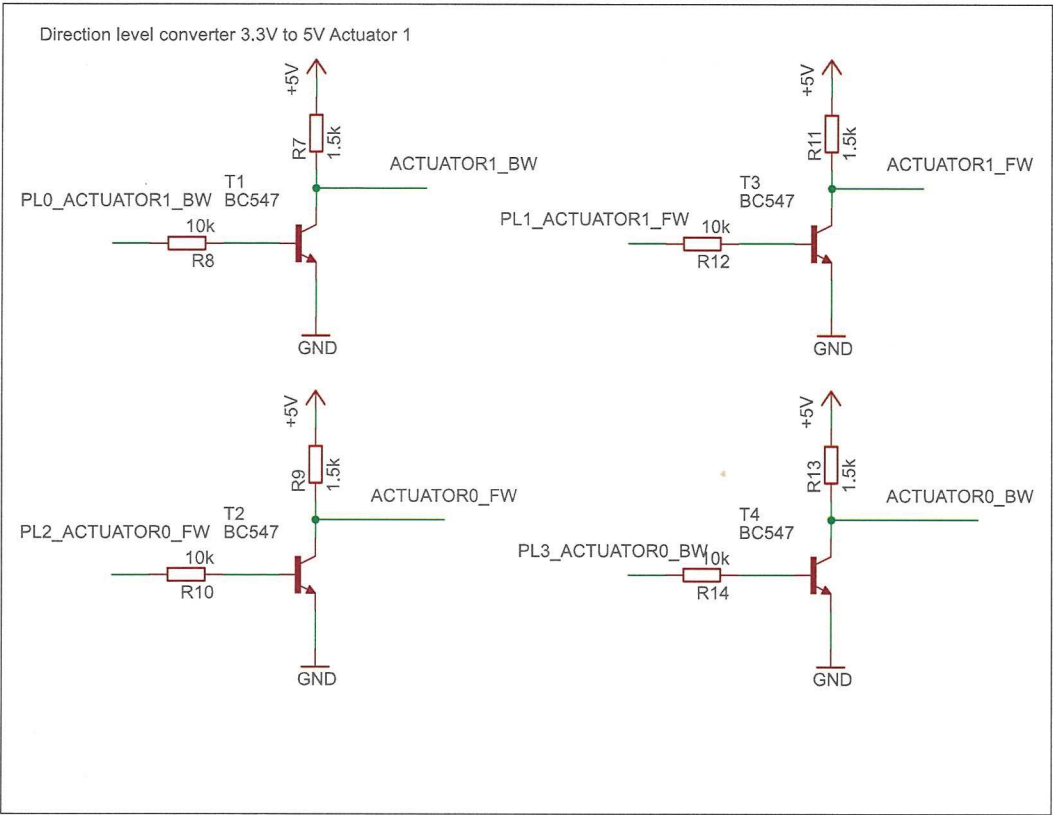 Direction level converter 3.3V to 5V Actuator 1
+5V
R7
1.5k
ACTUATOR1_BW
T1
BC547
PL0_ACTUATOR1_BW
10k
R8
GND
+5V
R11
1.5k
ACTUATOR1_FW
T3
BC547
PL1_ACTUATOR1_FW
10k
R12
GND
+5V
R9
1.5k
ACTUATOR0_FW
T2
BC547
PL2_ACTUATOR0_FW
10k
R10
GND
+5V
R13
1.5k
ACTUATOR0_BW
T4
BC547
PL3_ACTUATOR0_BW
10k
R14
GND